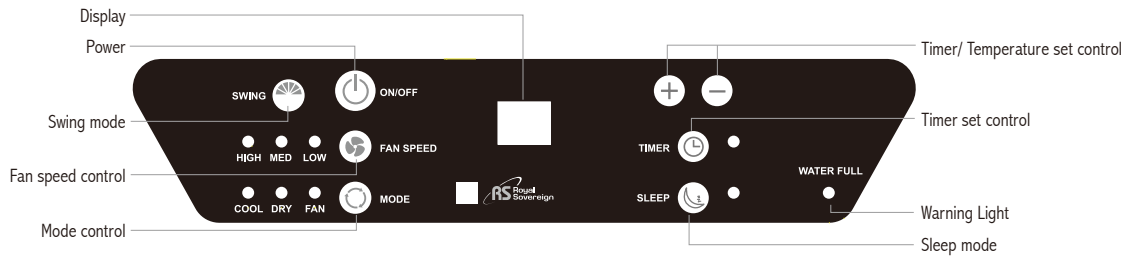 Display
Power
Timer/ Temperature set control
SWING
ON/OFF
Swing mode
Timer set control
HIGH MED LOW
FAN SPEED
TIMER
Fan speed control
WATER FULL
COOL DRY FAN
MODE
RS Royal
Sovereign
SLEEP
Warning Light
Mode control
Sleep mode